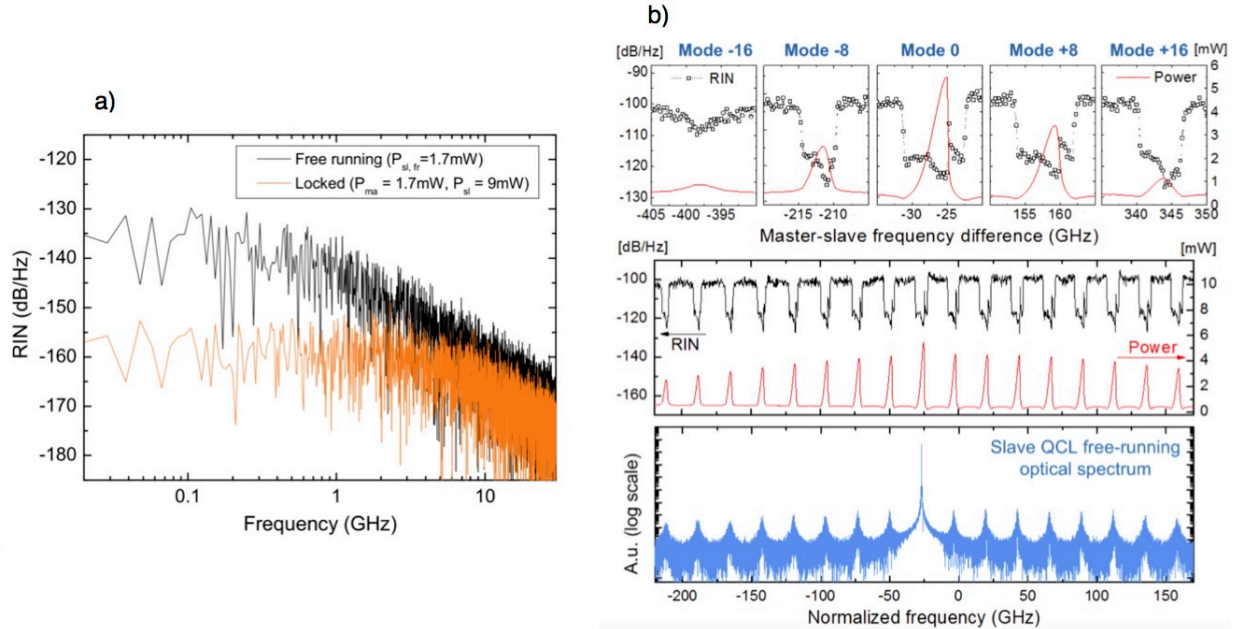 a)
-120
-130
-140
-150
-160
-170
-180
RIN (dB/Hz)
Free running (Psl, fr=1.7mW)
Locked (Pma = 1.7mW, Psl = 9mW)
0.1 1 10
Frequency (GHz)
b)
[dB/Hz] Mode -16 Mode -8 Mode 0 Mode +8 Mode +16 [mW]
-90
-100
-110
-120
-130
RIN
Power
6
5
4
3
2
1
0
-405 -400 -395 -215 -210 -30 -25 155 160 340 345 350
Master-slave frequency difference (GHz)
[dB/Hz] [mW]
-100
-120
-140
-160
RIN
Power
10
8
6
4
2
0
Slave QCL free-running
optical spectrum
A.u. (log scale)
-200 -150 -100 -50 0 50 100 150
Normalized frequency (GHz)